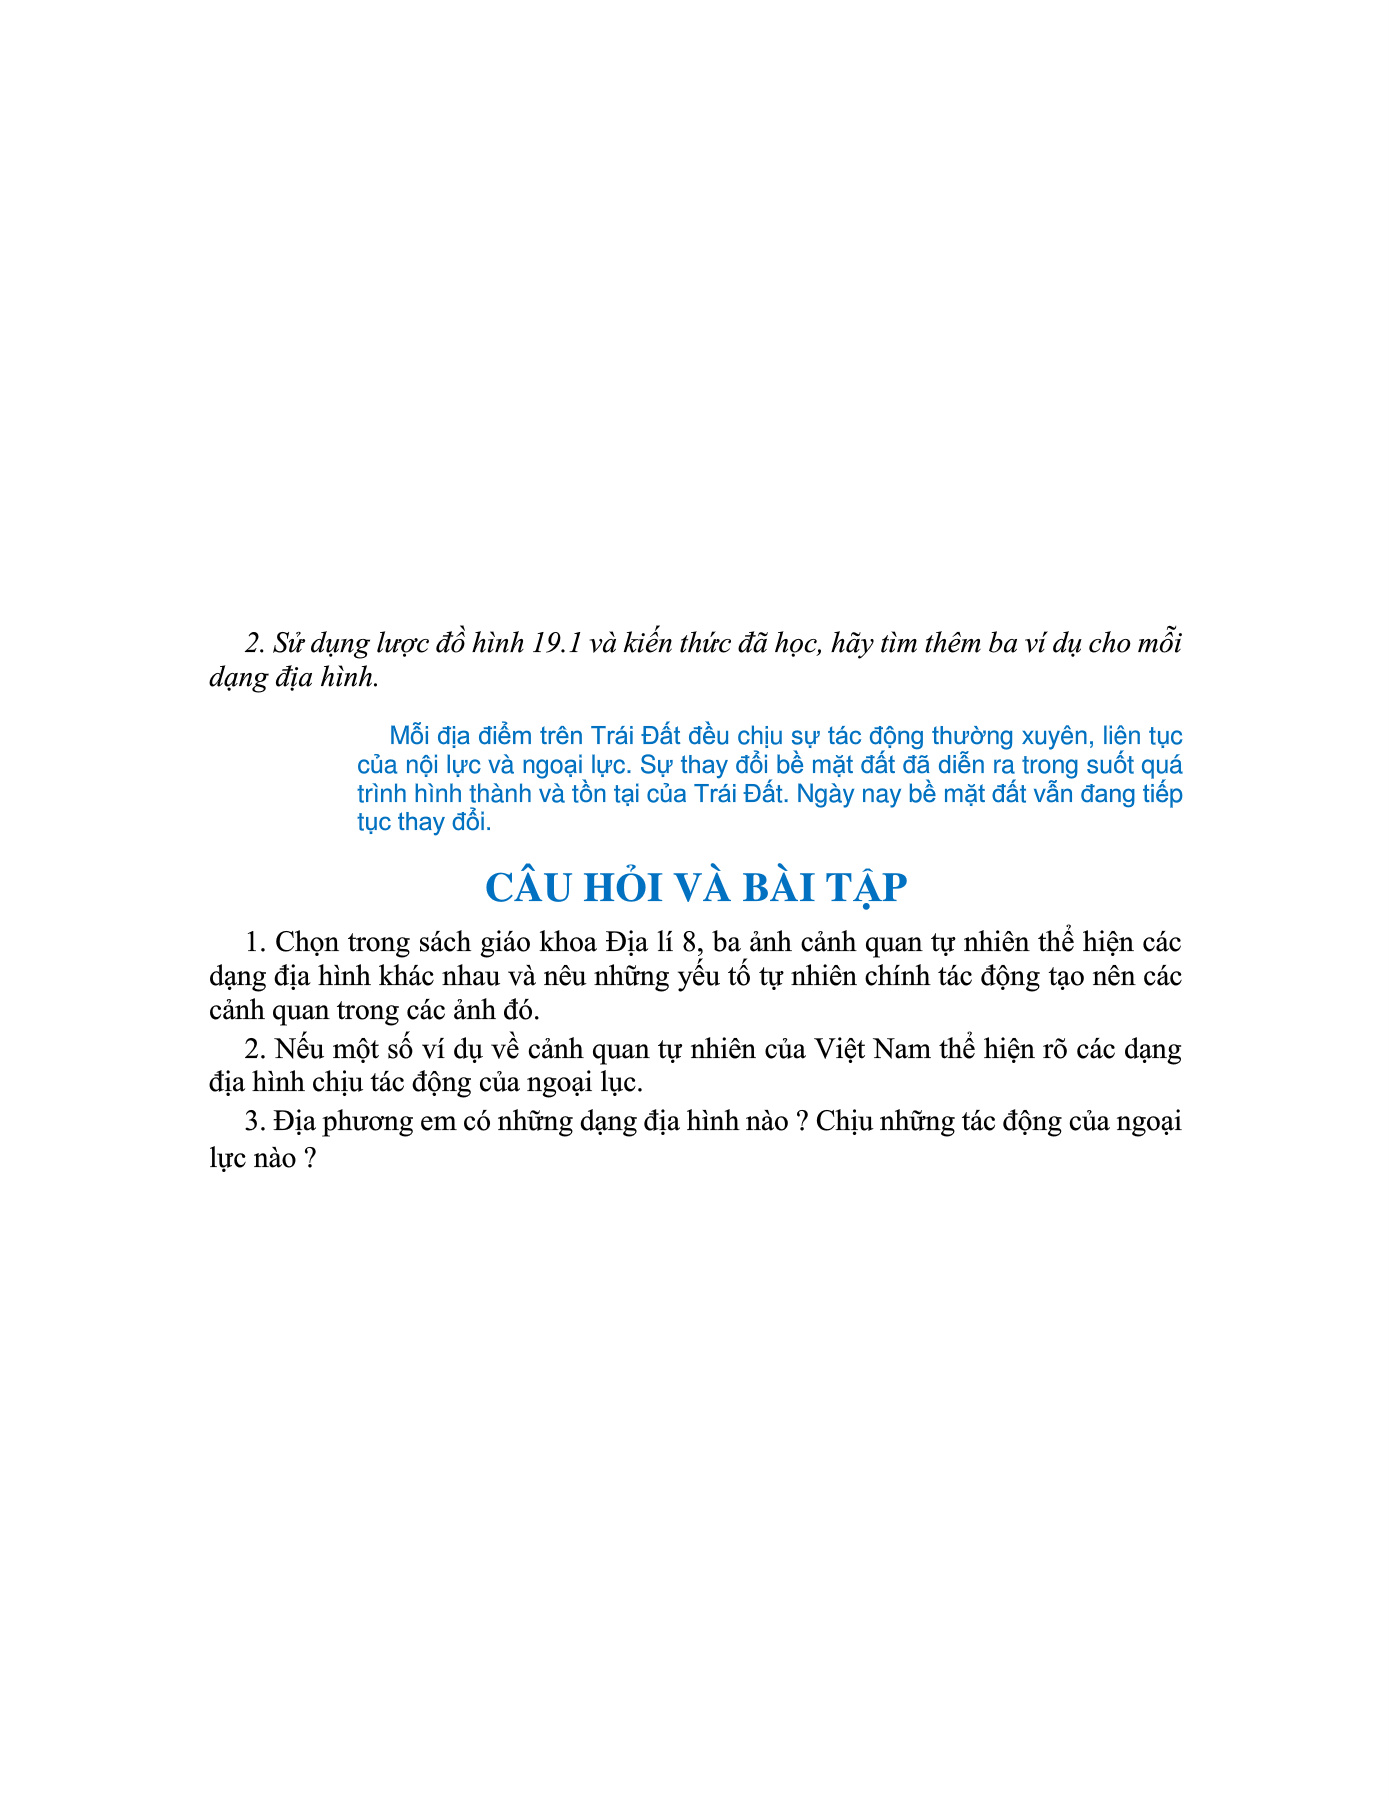 2. Sử dụng lược đồ hình 19.1 và kiến thức đã học, hãy tìm thêm ba ví dụ cho mỗi
dạng địa hình.
Mỗi địa điểm trên Trái Đất đều chịu sự tác động thường xuyên, liên tục
của nội lực và ngoại lực. Sự thay đổi bề mặt đất đã diễn ra trong suốt quá
trình hình thành và tồn tại của Trái Đất. Ngày nay bề mặt đất vẫn đang tiếp
tục thay đổi.
CÂU HỎI VÀ BÀI TẬP
1. Chọn trong sách giáo khoa Địa lí 8, ba ảnh cảnh quan tự nhiên thể hiện các
dạng địa hình khác nhau và nêu những yếu tố tự nhiên chính tác động tạo nên các
cảnh quan trong các ảnh đó.
2. Nếu một số ví dụ về cảnh quan tự nhiên của Việt Nam thể hiện rõ các dạng
địa hình chịu tác động của ngoại lục.
3. Địa phương em có những dạng địa hình nào ? Chịu những tác động của ngoại
lực nào ?